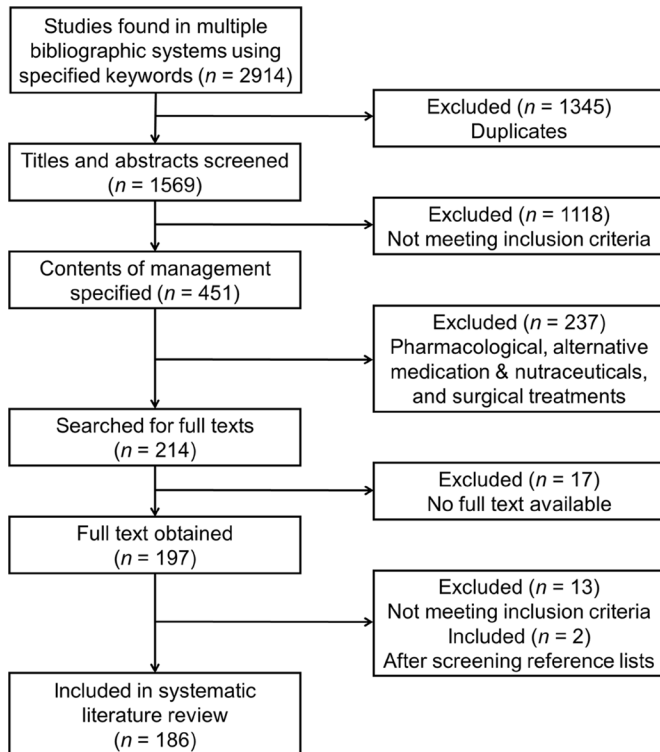 Studies found in multiple
bibliographic systems using
specified keywords (n = 2914)
Excluded (n = 1345)
Duplicates
Titles and abstracts screened
(n = 1569)
Excluded (n = 1118)
Not meeting inclusion criteria
Contents of management
specified (n = 451)
Excluded (n = 237)
Pharmacological, alternative
medication & nutraceuticals,
and surgical treatments
Searched for full texts
(n = 214)
Excluded (n = 17)
No full text available
Full text obtained
(n = 197)
Excluded (n = 13)
Not meeting inclusion criteria
Included (n = 2)
After screening reference lists
Included in systematic
literature review
(n = 186)